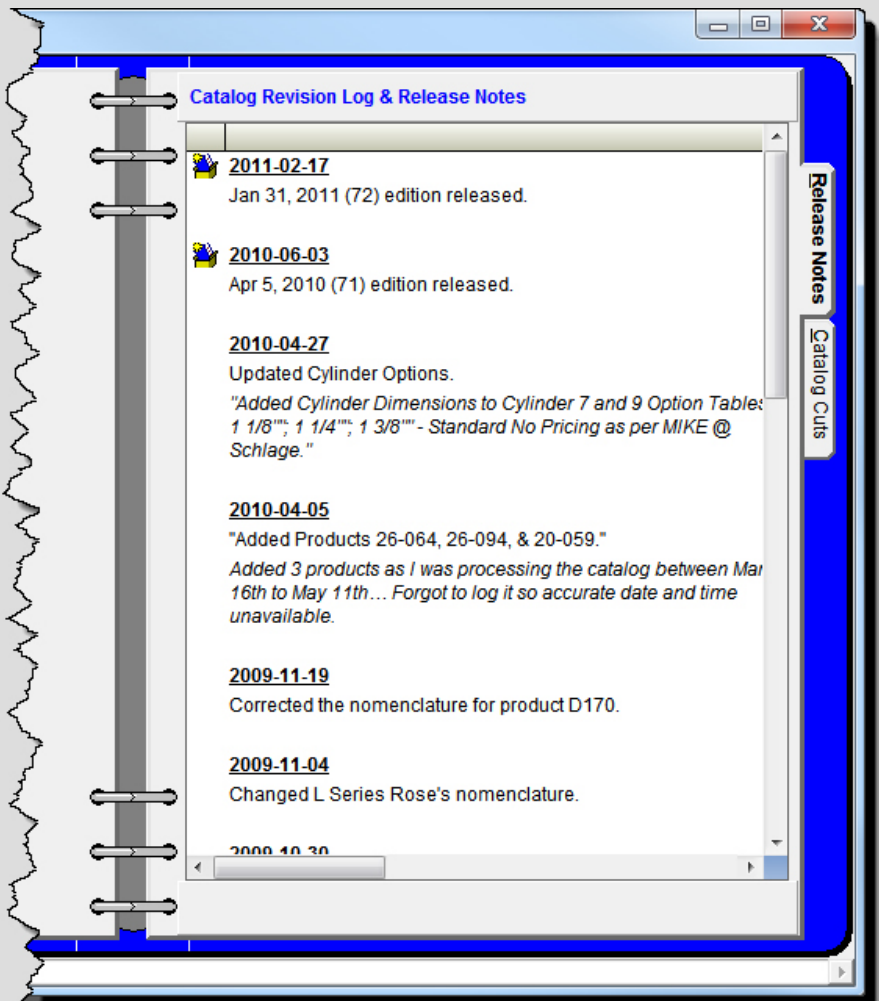 Catalog Revision Log & Release Notes
2011-02-17
Jan 31, 2011 (72) edition released.
2010-06-03
Apr 5, 2010 (71) edition released.
2010-04-27
Updated Cylinder Options.
"Added Cylinder Dimensions to Cylinder 7 and 9 Option Tables
1 1/8""; 1 1/4""; 1 3/8"" - Standard No Pricing as per MIKE @
Schlage."
2010-04-05
"Added Products 26-064, 26-094, & 20-059."
Added 3 products as I was processing the catalog between Mar
16th to May 11th… Forgot to log it so accurate date and time
unavailable.
2009-11-19
Corrected the nomenclature for product D170.
2009-11-04
Changed L Series Rose's nomenclature.
2009-10-30
Release Notes
Catalog Cuts